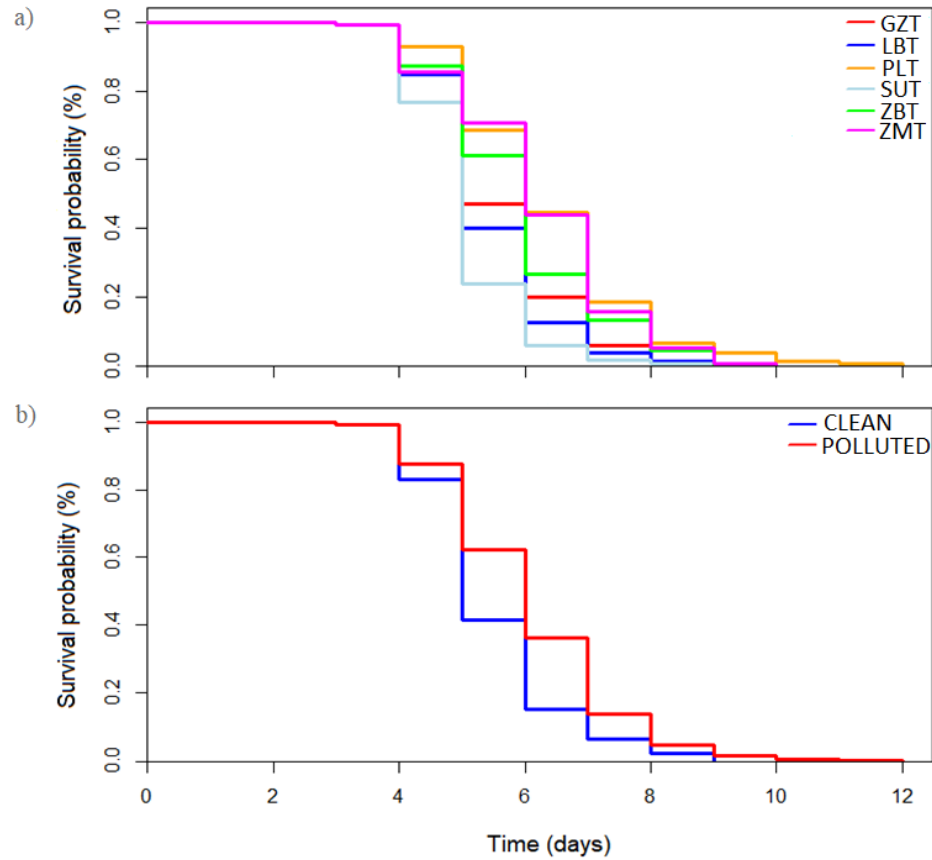 a)
Survival probability (%)
1.0
0.8
0.6
0.4
0.2
0.0
GZT
LBT
PLT
SUT
ZBT
ZMT
b)
Survival probability (%)
1.0
0.8
0.6
0.4
0.2
0.0
CLEAN
POLLUTED
0 2 4 6 8 10 12
Time (days)